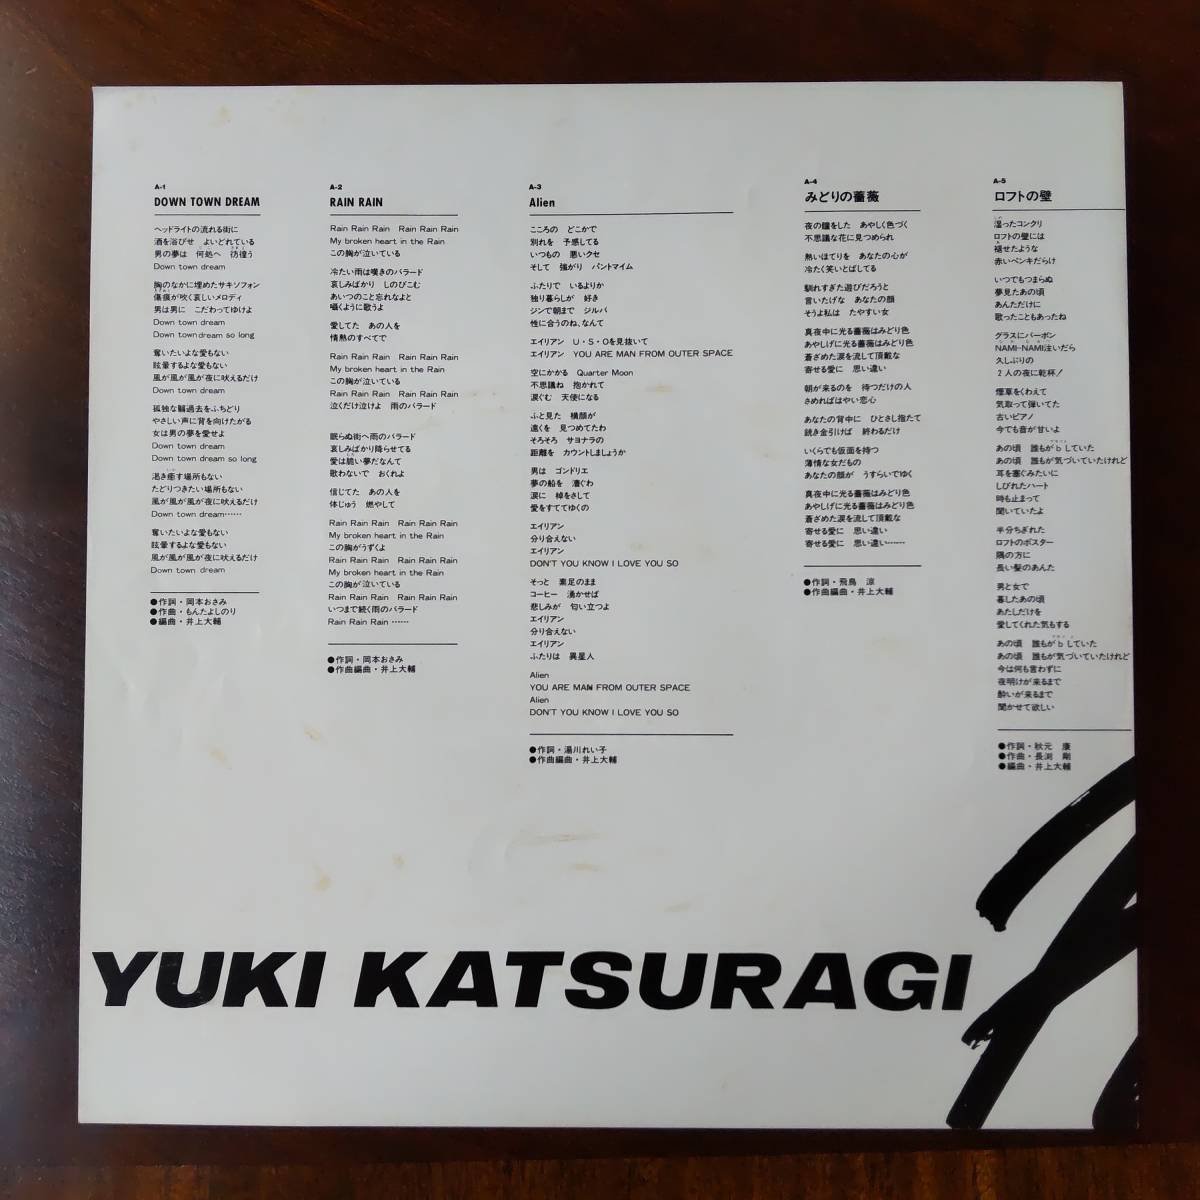 A-1
DOWN TOWN DREAM
ヘッドライトの流れる街に
酒を浴びせ よいどれている
男の夢は 何処へ 彷徨う
Down town dream
胸のなかに埋めたサキソフォン
傷痕が吹く哀しいメロディ
男は男に こだわってゆけよ
Down town dream
Down town dream so long
奪いたいよな愛もない
眩暈するよな愛もない
風が風が風が夜に吠えるだけ
Down town dream
孤独な 過去をふちどり
やさしい声に背を向けたがる
女は男の夢を愛せよ
Down town dream
Down town dream so long
渇き癒す場所もない
たどりつきたい場所もない
風が風が風が夜に吠えるだけ
Down town dream……
奪いたいよな愛もない
眩暈するよな愛もない
風が風が風が夜に吠えるだけ
Down town dream
●作詞・岡本おさみ
●作曲・もんたよしのり
●編曲・井上大輔
A-2
RAIN RAIN
Rain Rain Rain Rain Rain Rain
My broken heart in the Rain
この胸が泣いている
冷たい雨は嘆きのバラード
哀しみばかり しのびこむ
あいつのこと忘れなよと
囁くように歌うよ
愛してた あの人を
情熱のすべてで
Rain Rain Rain Rain Rain Rain
My broken heart in the Rain
この胸が泣いている
Rain Rain Rain Rain Rain Rain
泣くだけ泣けよ 雨のバラード
眠らぬ街へ雨のバラード
哀しみばかり降らせてる
愛は脆い夢だなんて
歌わないで おくれよ
信じてた あの人を
体じゅう 燃やして
Rain Rain Rain Rain Rain Rain
My broken heart in the Rain
この胸がうずくよ
Rain Rain Rain Rain Rain Rain
My broken heart in the Rain
この胸が泣いている
Rain Rain Rain Rain Rain Rain
いつまで続く雨のバラード
Rain Rain Rain ……
●作詞・岡本おさみ
●作曲編曲・井上大輔
A-3
Alien
こころの どこかで
別れを 予感してる
いつもの 悪いクセ
そして 強がり パントマイム
ふたりで いるよりか
独り暮らしが 好き
ジンで朝まで ジルバ
性に合うのね、なんて
エイリアン U・S・Oを見抜いて
エイリアン YOU ARE MAN FROM OUTER SPACE
空にかかる Quarter Moon
不思議ね 抱かれて
涙ぐむ 天使になる
ふと見た 横顔が
遠くを 見つめてたわ
そろそろ サヨナラの
距離を カウントしましょうか
男は ゴンドリエ
夢の船を 漕ぐわ
涙に 棹をさして
愛をすててゆくの
エイリアン
分り合えない
エイリアン
DON'T YOU KNOW I LOVE YOU SO
そっと 素足のまま
コーヒー 沸かせば
悲しみが 匂い立つよ
エイリアン
分り合えない
エイリアン
ふたりは 異星人
Alien
YOU ARE MAN FROM OUTER SPACE
Alien
DON'T YOU KNOW I LOVE YOU SO
●作詞・湯川れい子
●作曲編曲・井上大輔
A-4
みどりの薔薇
夜の瞳をした あやしく色づく
不思議な花に見つめられ
熱いほてりを あなたの心が
冷たく笑いとばしてる
馴れすぎた遊びだろうと
言いたげな あなたの顔
そうよ私は たやすい女
真夜中に光る薔薇はみどり色
あやしげに光る薔薇はみどり色
蒼ざめた涙を流して頂戴な
寄せる愛に 思い違い
朝が来るのを 待つだけの人
さめればはやい恋心
あなたの背中に ひとさし指たて
銃き金引けば 終わるだけ
いくらでも仮面を持つ
薄情な女だもの
あなたの顔が うすらいでゆく
真夜中に光る薔薇はみどり色
あやしげに光る薔薇はみどり色
蒼ざめた涙を流して頂戴な
寄せる愛に 思い違い
寄せる愛に 思い違い……
●作詞・飛鳥 涼
●作曲編曲・井上大輔
A-5
ロフトの壁
湿ったコンクリ
ロフトの壁には
褪せたような
赤いペンキだらけ
いつでもつまらぬ
夢見たあの頃
あんただけに
歌ったこともあったね
グラスにバーボン
NAMI-NAMI注いだら
久しぶりの
2人の夜に乾杯！
煙草をくわえて
気取って弾いてた
古いピアノ
今でも音が甘いよ
あの頃 誰もがbしていた
あの頃 誰もが気づいていたけれど
耳を塞ぐみたいに
しびれたハート
時も止まって
聞いていたよ
半分ちぎれた
ロフトのポスター
隅の方に
長い髪のあんた
男と女で
暮したあの頃
あたしだけを
愛してくれた気もする
あの頃 誰もがbしていた
あの頃 誰もが気づいていたけれど
今は何も言わずに
夜明けが来るまで
酔いが来るまで
聞かせて欲しい
●作詞・秋元 康
●作曲・長渕 剛
●編曲・井上大輔
YUKI KATSURAGI